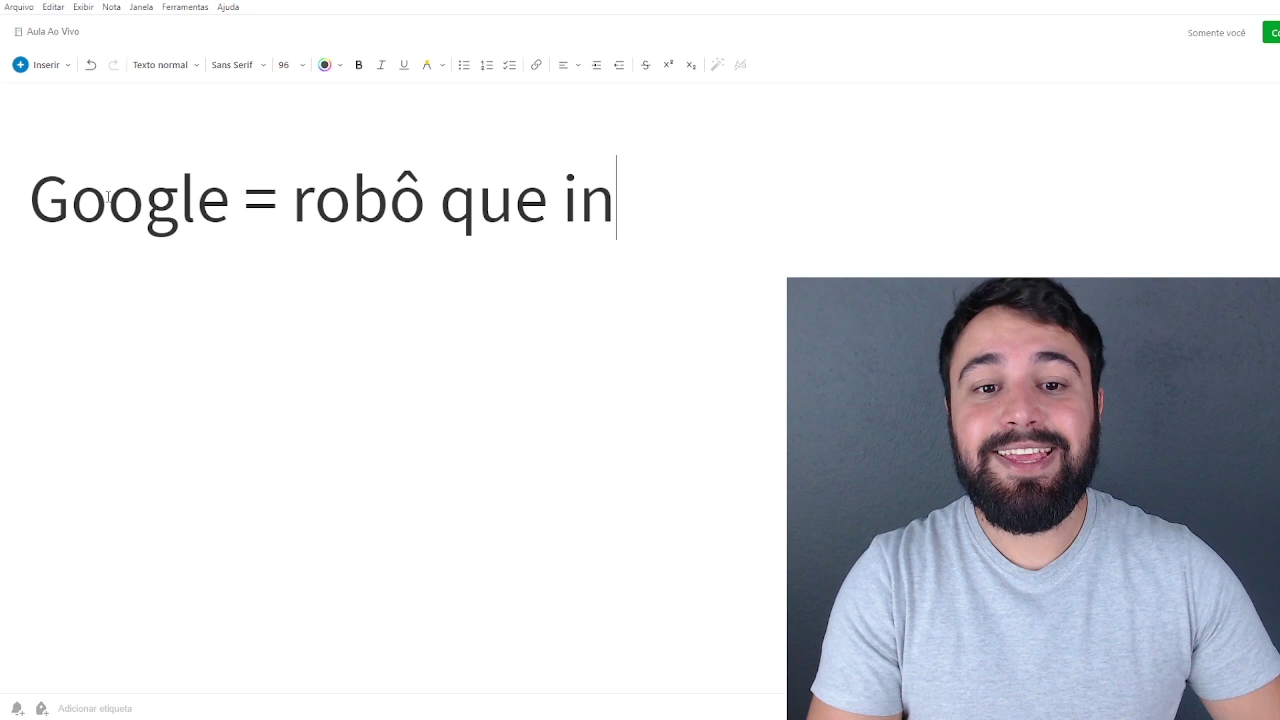 Arquivo Editar Exibir Nota Janela Ferramentas Ajuda
Aula Ao Vivo
Somente você
Inserir Texto normal Sans Serif 96
Google = robô que in
Adicionar etiqueta